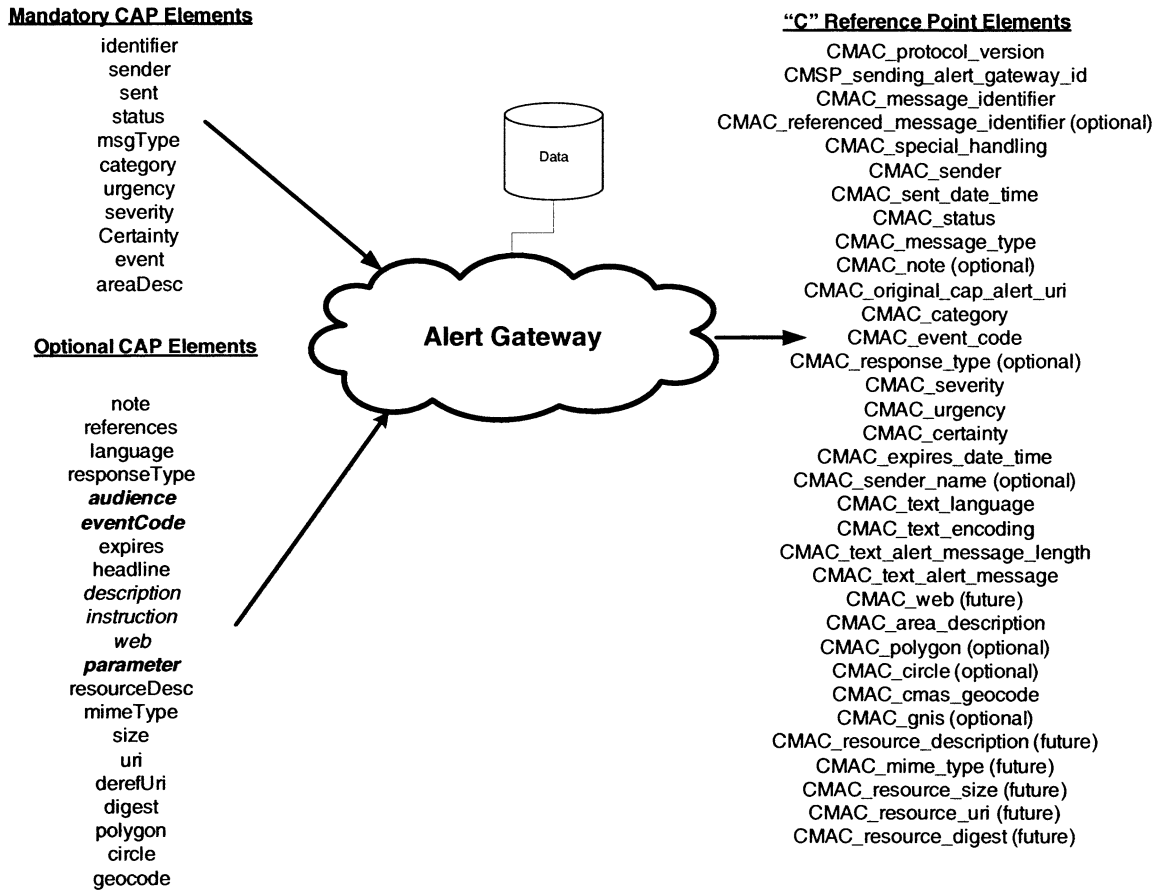 Mandatory CAP Elements
identifier
sender
sent
status
msgType
category
urgency
severity
Certainty
event
areaDesc
Optional CAP Elements
note
references
language
responseType
audience
eventCode
expires
headline
description
instruction
web
parameter
resourceDesc
mimeType
size
uri
derefUri
digest
polygon
circle
geocode
Data
Alert Gateway
“C” Reference Point Elements
CMAC_protocol_version
CMSP_sending_alert_gateway_id
CMAC_message_identifier
CMAC_referenced_message_identifier (optional)
CMAC_special_handling
CMAC_sender
CMAC_sent_date_time
CMAC_status
CMAC_message_type
CMAC_note (optional)
CMAC_original_cap_alert_uri
CMAC_category
CMAC_event_code
CMAC_response_type (optional)
CMAC_severity
CMAC_urgency
CMAC_certainty
CMAC_expires_date_time
CMAC_sender_name (optional)
CMAC_text_language
CMAC_text_encoding
CMAC_text_alert_message_length
CMAC_text_alert_message
CMAC_web (future)
CMAC_area_description
CMAC_polygon (optional)
CMAC_circle (optional)
CMAC_cmas_geocode
CMAC_gnis (optional)
CMAC_resource_description (future)
CMAC_mime_type (future)
CMAC_resource_size (future)
CMAC_resource_uri (future)
CMAC_resource_digest (future)